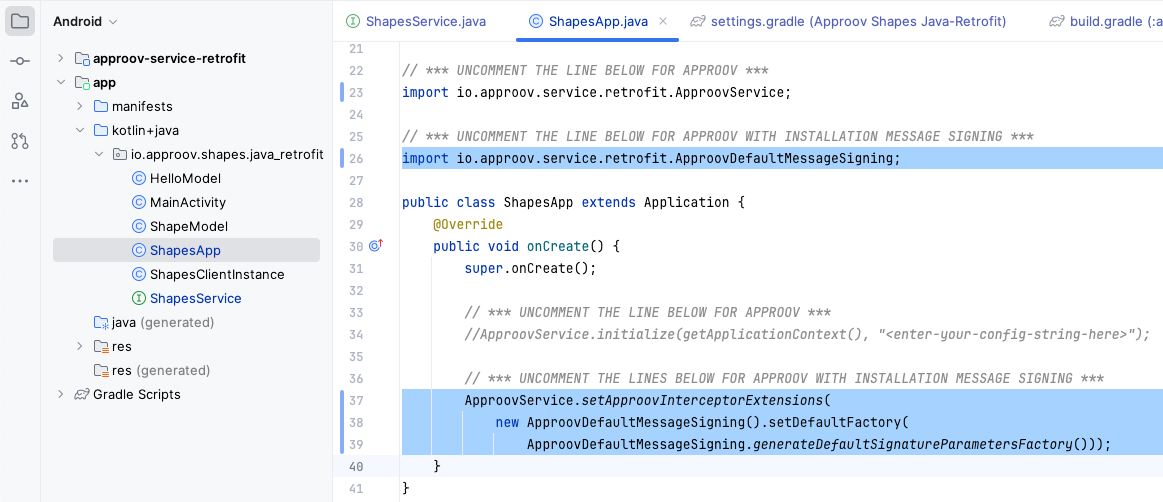 Android
approov-service-retrofit
app
manifests
kotlin+java
io.approov.shapes.java_retrofit
C HelloModel
C MainActivity
C ShapeModel
C ShapesApp
C ShapesClientInstance
I ShapesService
java (generated)
res
res (generated)
Gradle Scripts
I ShapesService.java
C ShapesApp.java
settings.gradle (Approov Shapes Java-Retrofit)
build.gradle (:a
21
22 // *** UNCOMMENT THE LINE BELOW FOR APPROOV ***
23 import io.approov.service.retrofit.ApproovService;
24
25 // *** UNCOMMENT THE LINE BELOW FOR APPROOV WITH INSTALLATION MESSAGE SIGNING ***
26 import io.approov.service.retrofit.ApproovDefaultMessageSigning;
27
28 public class ShapesApp extends Application {
29 @Override
30 public void onCreate() {
31 super.onCreate();
32
33 // *** UNCOMMENT THE LINE BELOW FOR APPROOV ***
34 //ApproovService.initialize(getApplicationContext(), "<enter-your-config-string-here>");
35
36 // *** UNCOMMENT THE LINES BELOW FOR APPROOV WITH INSTALLATION MESSAGE SIGNING ***
37 ApproovService.setApproovInterceptorExtensions(
38 new ApproovDefaultMessageSigning().setDefaultFactory(
39 ApproovDefaultMessageSigning.generateDefaultSignatureParametersFactory()));
40 }
41 }